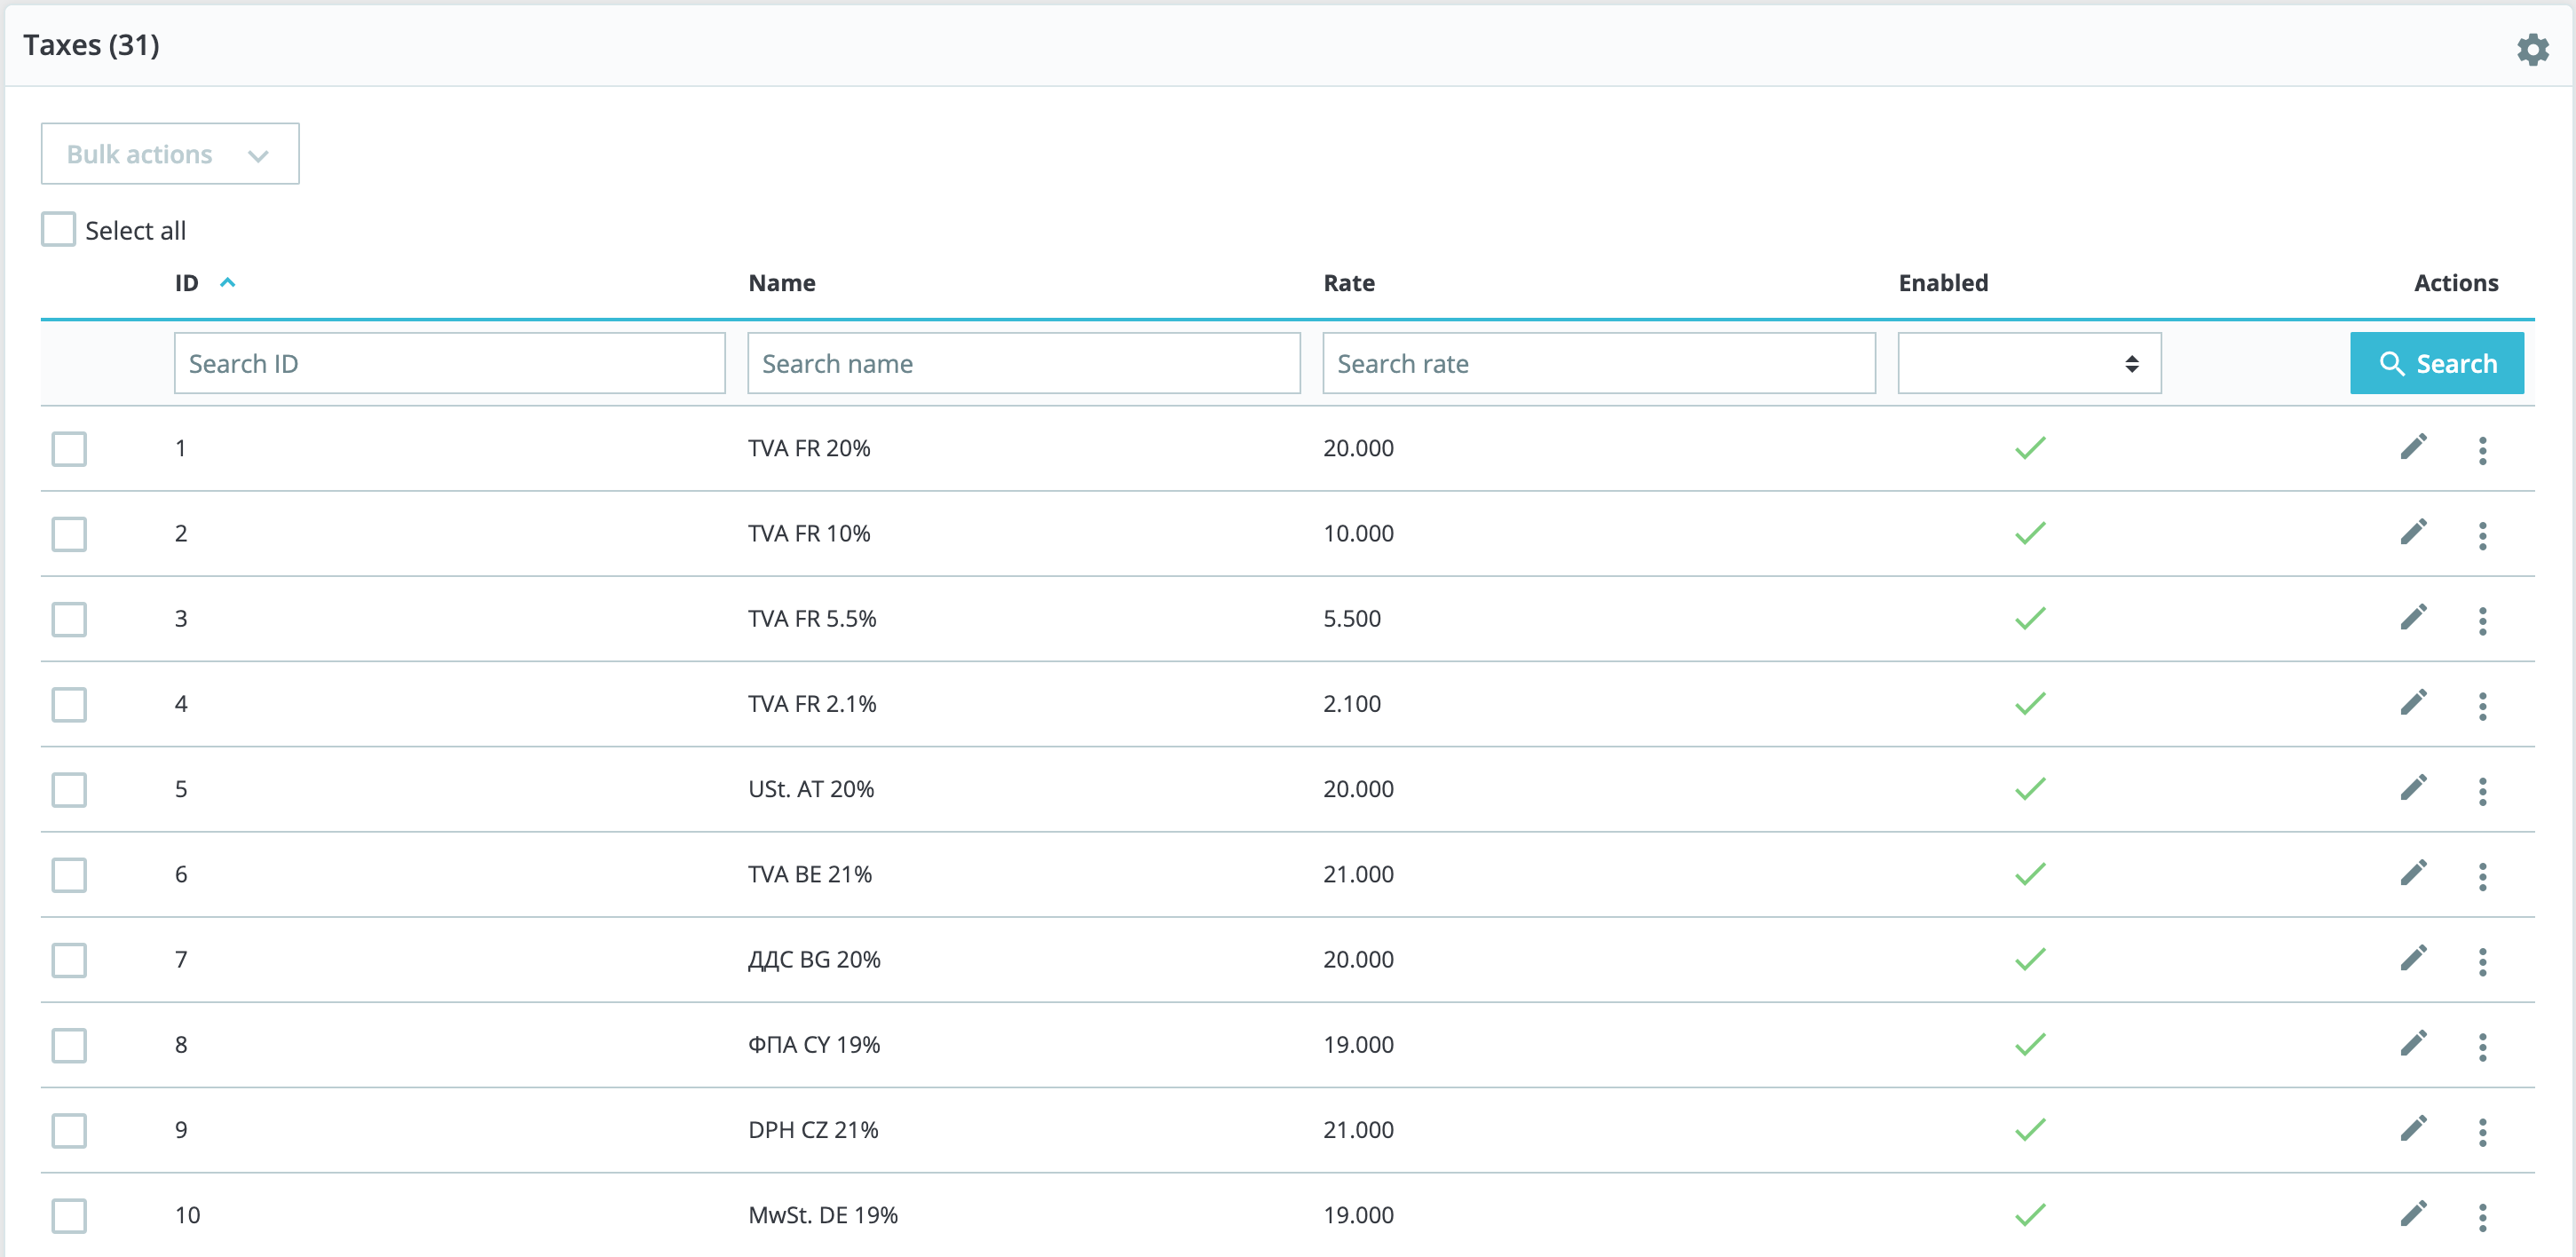 Taxes (31)
Bulk actions
Select all
ID Name Rate Enabled Actions
Search ID Search name Search rate Search
1 TVA FR 20% 20.000
2 TVA FR 10% 10.000
3 TVA FR 5.5% 5.500
4 TVA FR 2.1% 2.100
5 USt. AT 20% 20.000
6 TVA BE 21% 21.000
7 ДДС BG 20% 20.000
8 ΦΠΑ CY 19% 19.000
9 DPH CZ 21% 21.000
10 MwSt. DE 19% 19.000